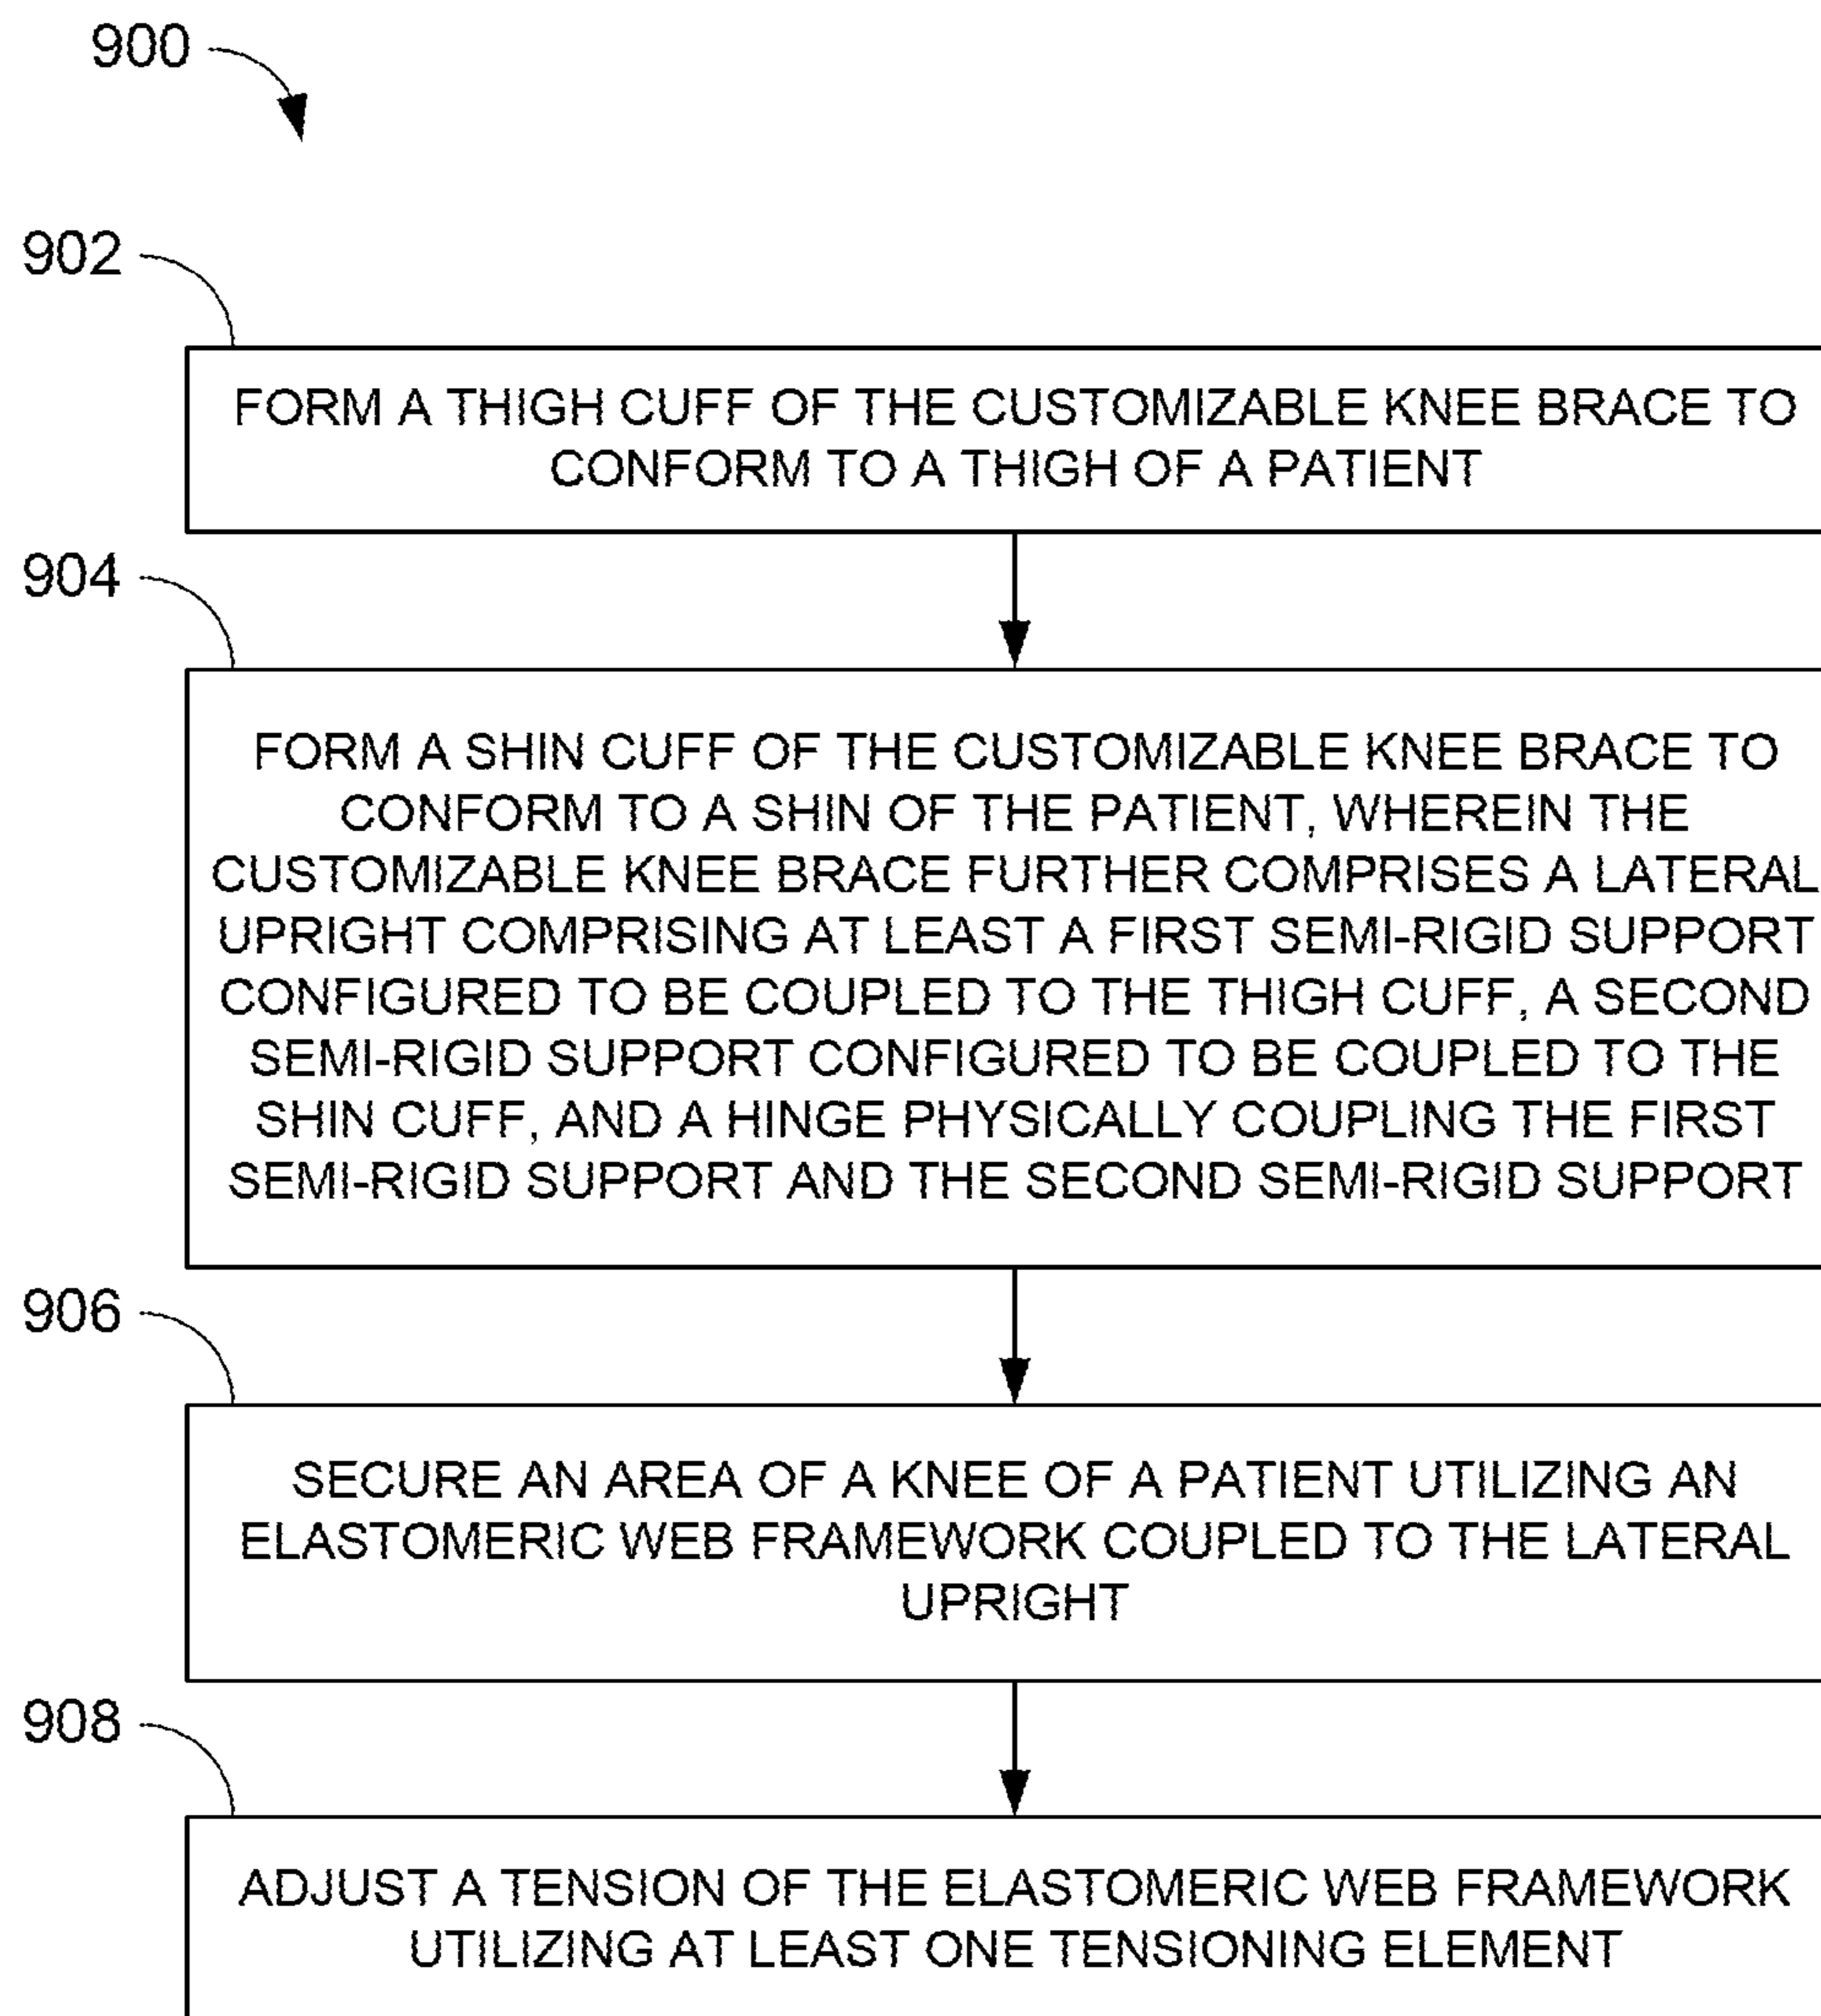 900
902
FORM A THIGH CUFF OF THE CUSTOMIZABLE KNEE BRACE TO
CONFORM TO A THIGH OF A PATIENT
904
FORM A SHIN CUFF OF THE CUSTOMIZABLE KNEE BRACE TO
CONFORM TO A SHIN OF THE PATIENT, WHEREIN THE
CUSTOMIZABLE KNEE BRACE FURTHER COMPRISES A LATERAL
UPRIGHT COMPRISING AT LEAST A FIRST SEMI-RIGID SUPPORT
CONFIGURED TO BE COUPLED TO THE THIGH CUFF, A SECOND
SEMI-RIGID SUPPORT CONFIGURED TO BE COUPLED TO THE
SHIN CUFF, AND A HINGE PHYSICALLY COUPLING THE FIRST
SEMI-RIGID SUPPORT AND THE SECOND SEMI-RIGID SUPPORT
906
SECURE AN AREA OF A KNEE OF A PATIENT UTILIZING AN
ELASTOMERIC WEB FRAMEWORK COUPLED TO THE LATERAL
UPRIGHT
908
ADJUST A TENSION OF THE ELASTOMERIC WEB FRAMEWORK
UTILIZING AT LEAST ONE TENSIONING ELEMENT